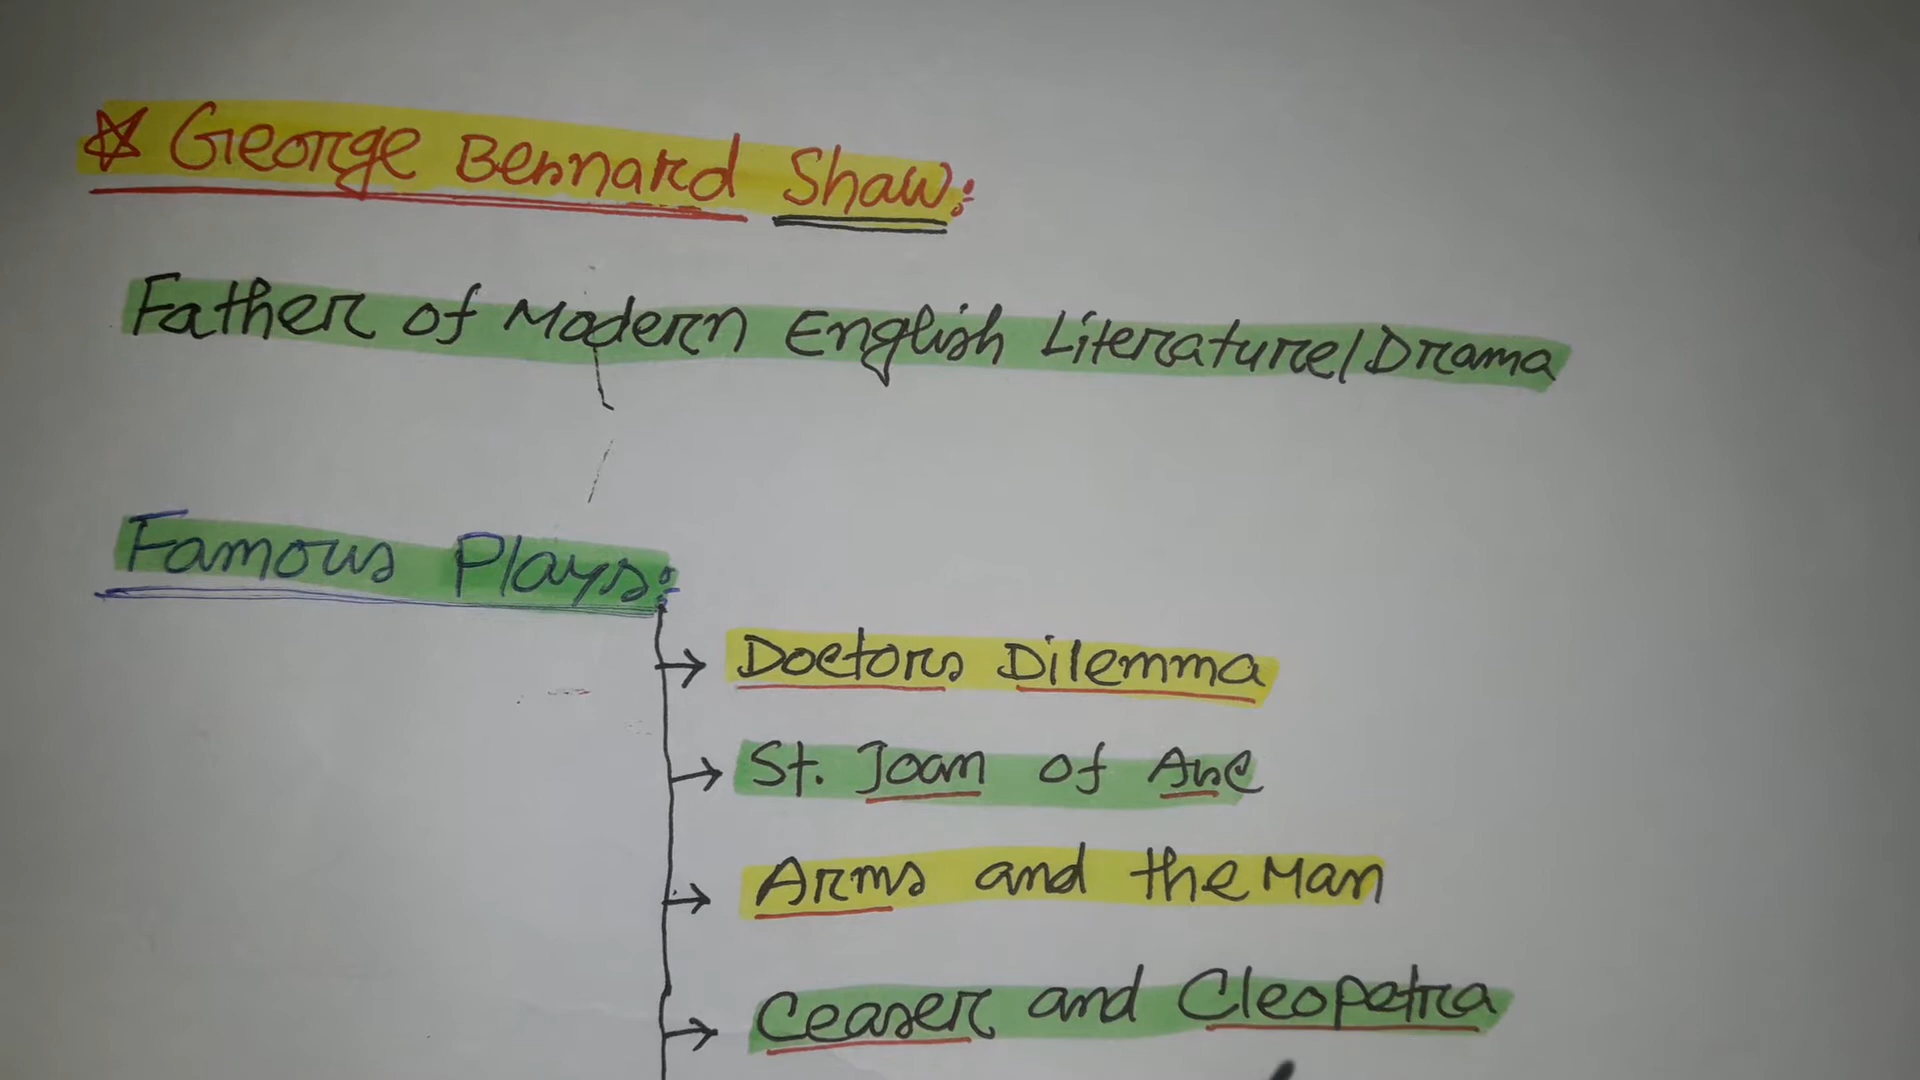 ☆ George Bernard Shaw:
Father of Modern English Literature/Drama
Famous Plays:
→ Doctors Dilemma
→ St. Joan of Arc
→ Arms and the Man
→ Ceaser and Cleopetra